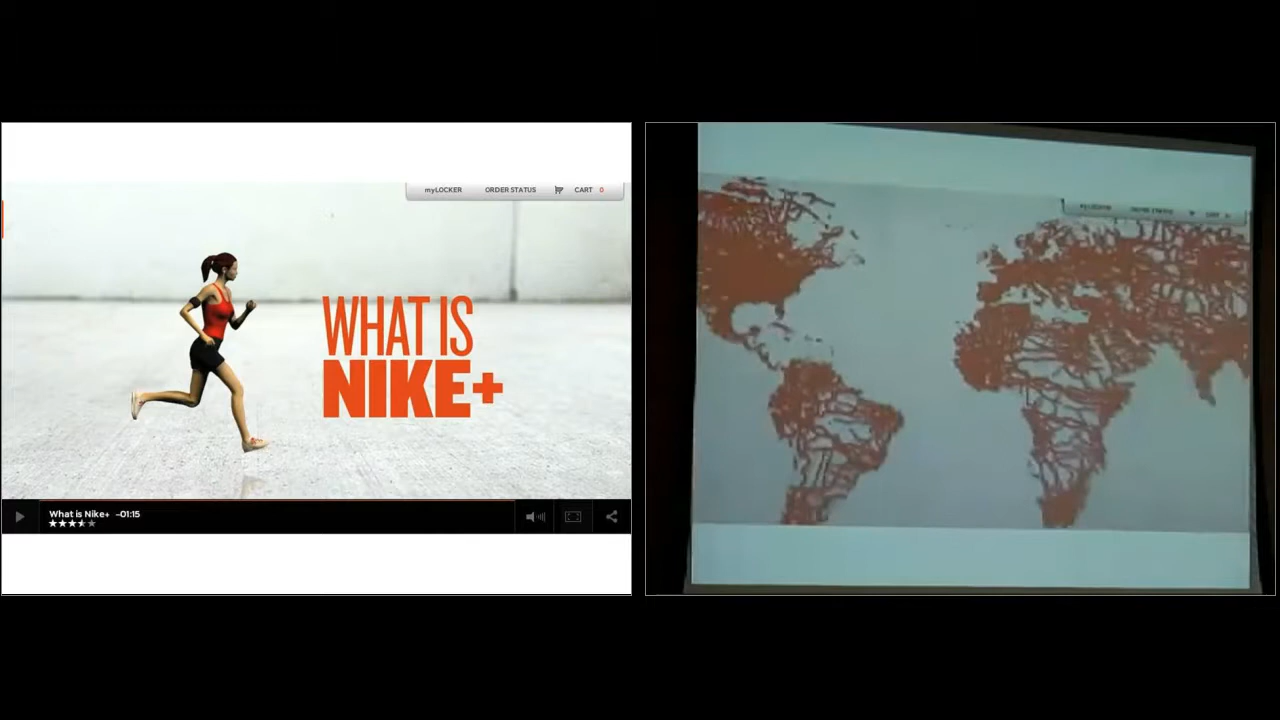 myLOCKER ORDER STATUS CART 0
WHAT IS
NIKE+
What is Nike+ -01:15